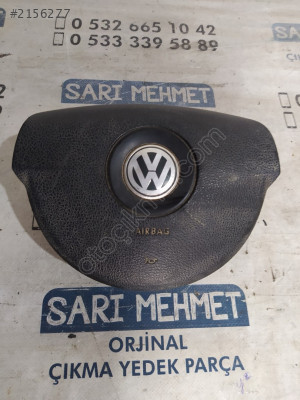 #2156277
0 532 665 10 42
0 533 339 58 89
SARI MEHMET
AIRBAG
SARI MEHMET
ORJİNAL
ÇIKMA YEDEK PARÇA